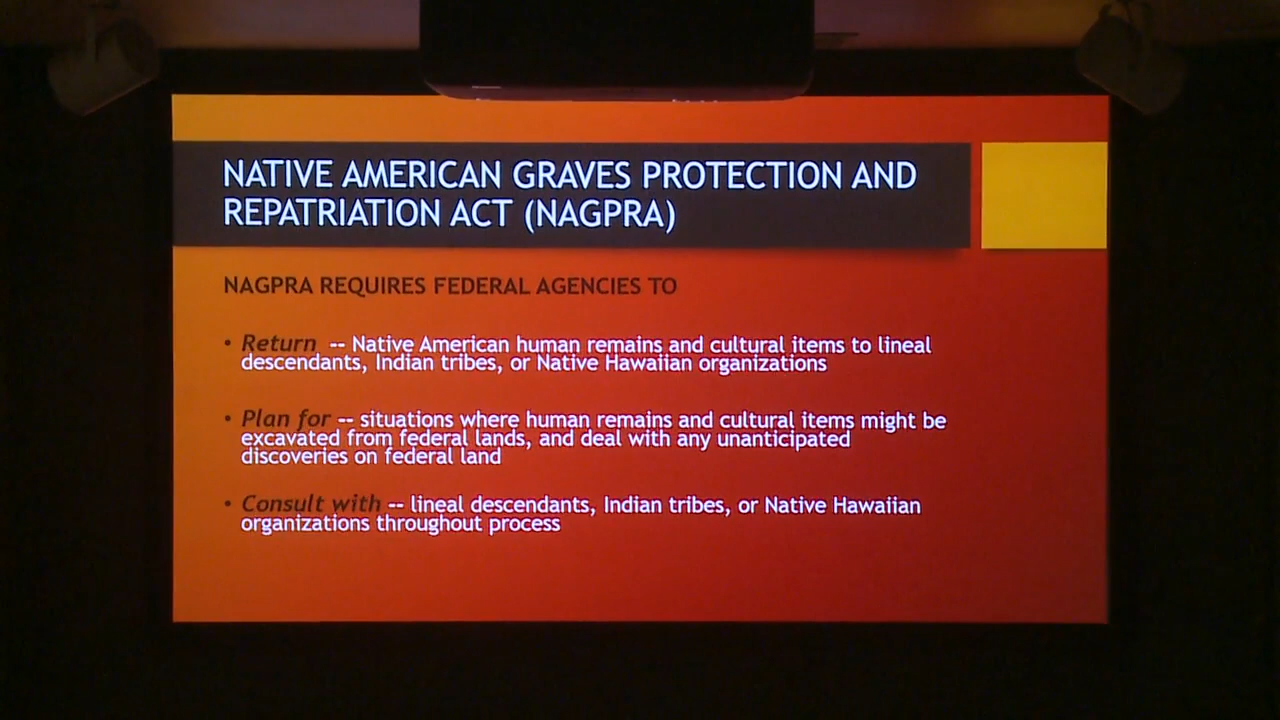 NATIVE AMERICAN GRAVES PROTECTION AND
REPATRIATION ACT (NAGPRA)
NAGPRA REQUIRES FEDERAL AGENCIES TO
• Return -- Native American human remains and cultural items to lineal
descendants, Indian tribes, or Native Hawaiian organizations
• Plan for -- situations where human remains and cultural items might be
excavated from federal lands, and deal with any unanticipated
discoveries on federal land
• Consult with -- lineal descendants, Indian tribes, or Native Hawaiian
organizations throughout process